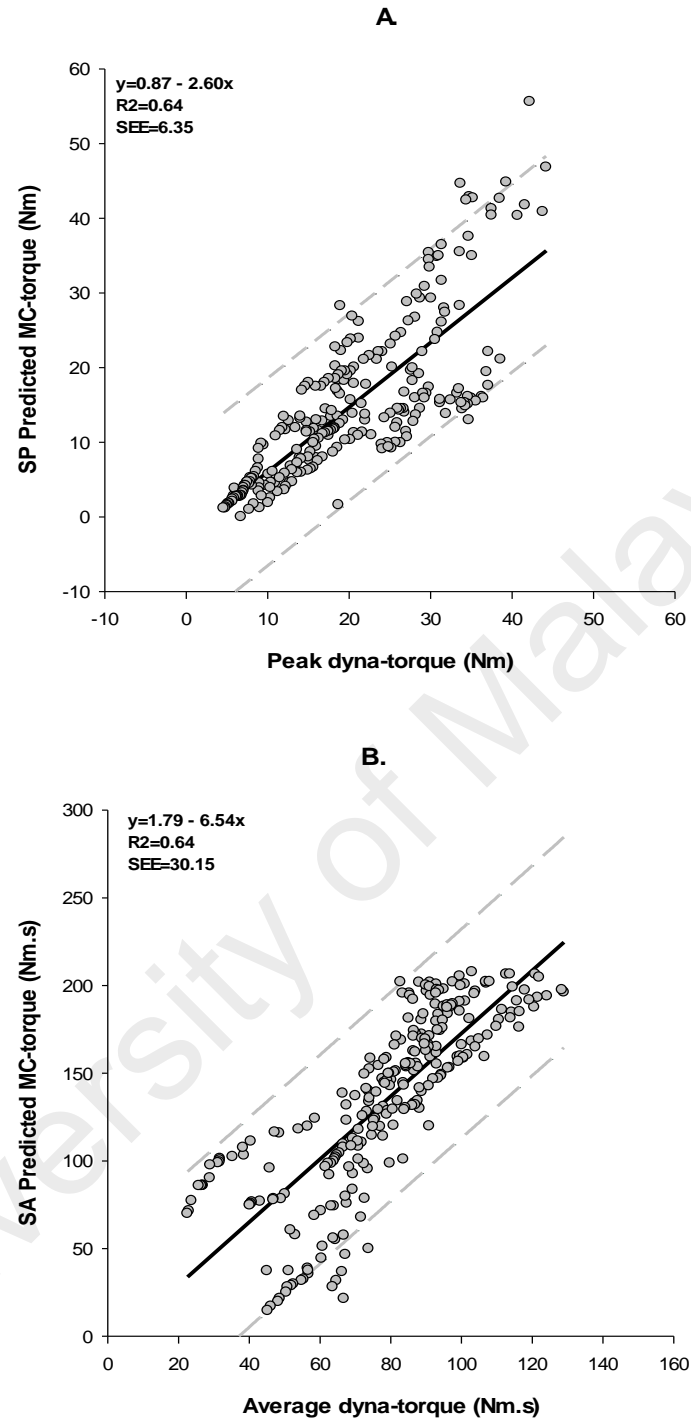 A.
y=0.87 - 2.60x
R2=0.64
SEE=6.35
60
50
40
30
20
10
0
-10
SP Predicted MC-torque (Nm)
-10 0 10 20 30 40 50 60
Peak dyna-torque (Nm)
B.
y=1.79 - 6.54x
R2=0.64
SEE=30.15
300
250
200
150
100
50
0
SA Predicted MC-torque (Nm.s)
0 20 40 60 80 100 120 140 160
Average dyna-torque (Nm.s)
versity of Malay